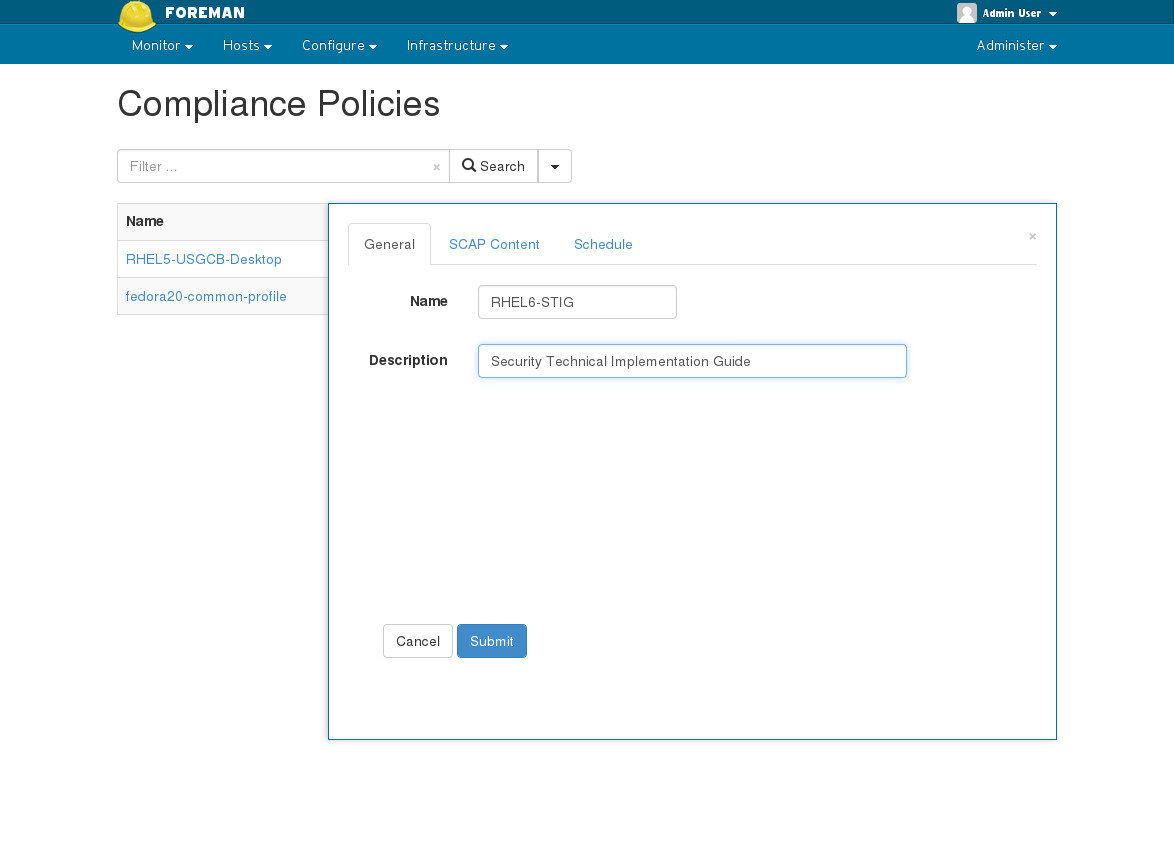 FOREMAN
Admin User
Monitor Hosts Configure Infrastructure Administer
Compliance Policies
Filter ... × Search
Name
RHEL5-USGCB-Desktop
fedora20-common-profile
General SCAP Content Schedule ×
Name RHEL6-STIG
Description Security Technical Implementation Guide
Cancel Submit